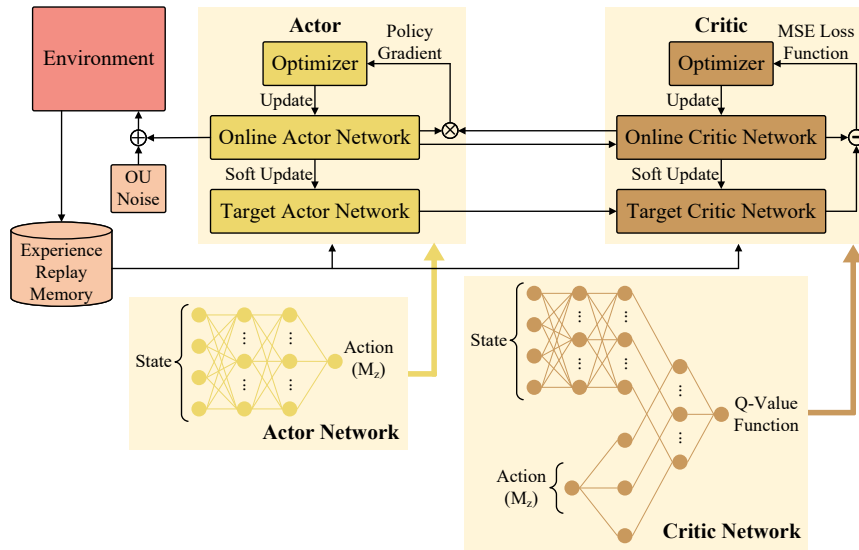 Actor
Critic
Environment
Policy
Gradient
Optimizer
MSE Loss
Function
Optimizer
Update
Update
Online Actor Network
Online Critic Network
OU
Noise
Soft Update
Soft Update
Target Actor Network
Target Critic Network
Experience
Replay
Memory
State
⋮
⋮
⋮
⋮
Action
(Mz)
Actor Network
State
⋮
⋮
⋮
⋮
⋮
⋮
Q-Value
Function
Action
(Mz)
Critic Network